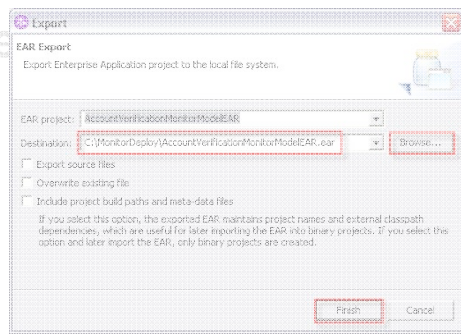 Export
EAR Export
Export Enterprise Application project to the local file system.
EAR project: AccountVerificationMonitorModelEAR
Destination: C:\MonitorDeploy\AccountVerificationMonitorModelEAR.ear Browse...
Export source files
Overwrite existing file
Include project build paths and meta-data files
If you select this option, the exported EAR maintains project names and external classpath
dependencies, which are useful for later importing the EAR into binary projects. If you select this
option and later import the EAR, only binary projects are created.
Finish Cancel